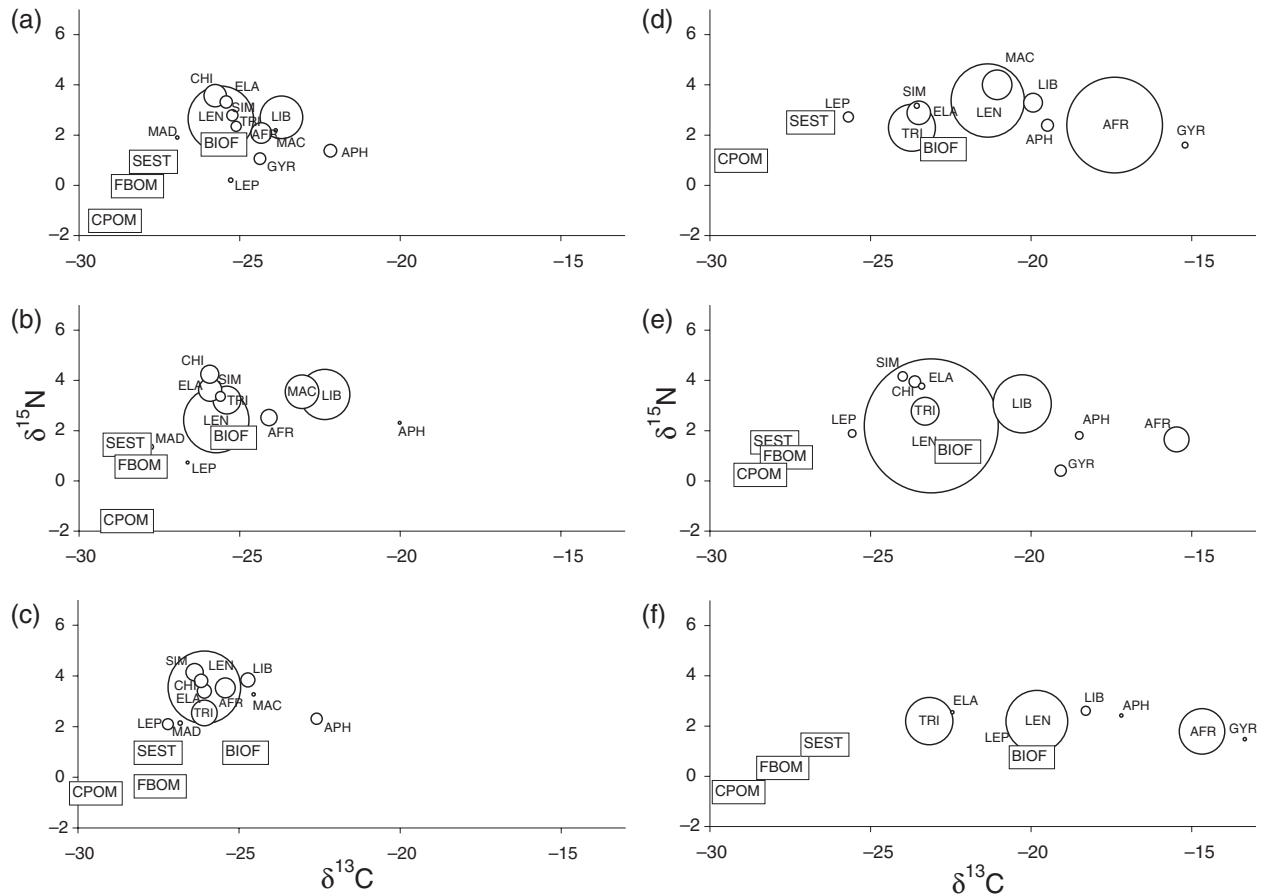 (a)
6
4
2
0
−2
−30
−25
−20
−15
CHI
ELA
SIM
LEN
TRI
LIB
MAD
AFR
MAC
BIOF
APH
SEST
GYR
FBOM
LEP
CPOM
(d)
6
4
2
0
−2
−30
−25
−20
−15
MAC
SIM
LIB
LEP
ELA
LEN
SEST
TRI
AFR
BIOF
APH
GYR
CPOM
(b)
δ15N
6
4
2
0
−2
−30
−25
−20
−15
CHI
ELA
SIM
MAC
LIB
TRI
LEN
BIOF
AFR
APH
SEST
MAD
FBOM
LEP
CPOM
(e)
δ15N
6
4
2
0
−2
−30
−25
−20
−15
SIM
ELA
CHI
LIB
LEP
TRI
APH
AFR
LEN
SEST
BIOF
FBOM
GYR
CPOM
(c)
6
4
2
0
−2
−30
−25
−20
−15
δ13C
SIM
LEN
LIB
CHI
ELA
AFR
MAC
TRI
LEP
MAD
APH
SEST
BIOF
FBOM
CPOM
(f)
6
4
2
0
−2
−30
−25
−20
−15
δ13C
ELA
LIB
APH
TRI
LEN
LEP
AFR
GYR
SEST
BIOF
FBOM
CPOM